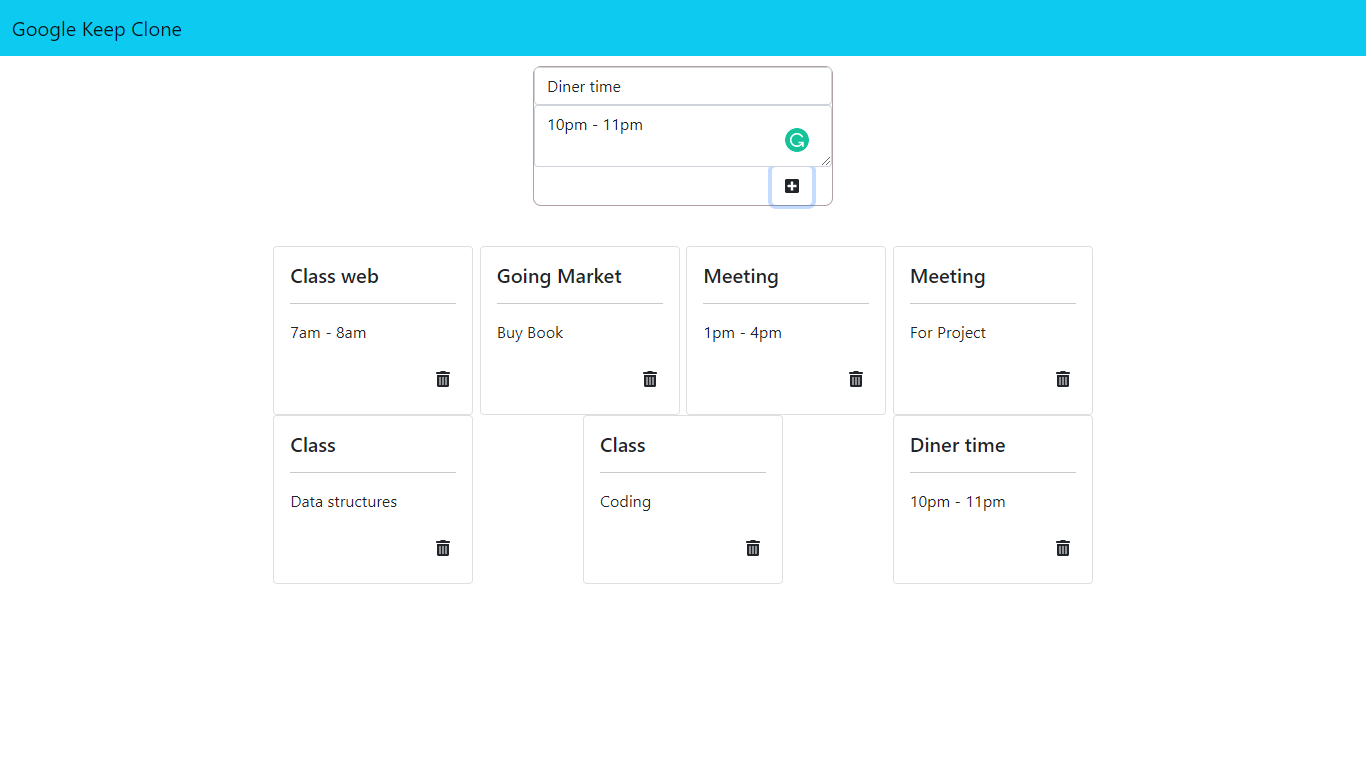 Google Keep Clone
Diner time
10pm - 11pm
Class web
7am - 8am
Going Market
Buy Book
Meeting
1pm - 4pm
Meeting
For Project
Class
Data structures
Class
Coding
Diner time
10pm - 11pm